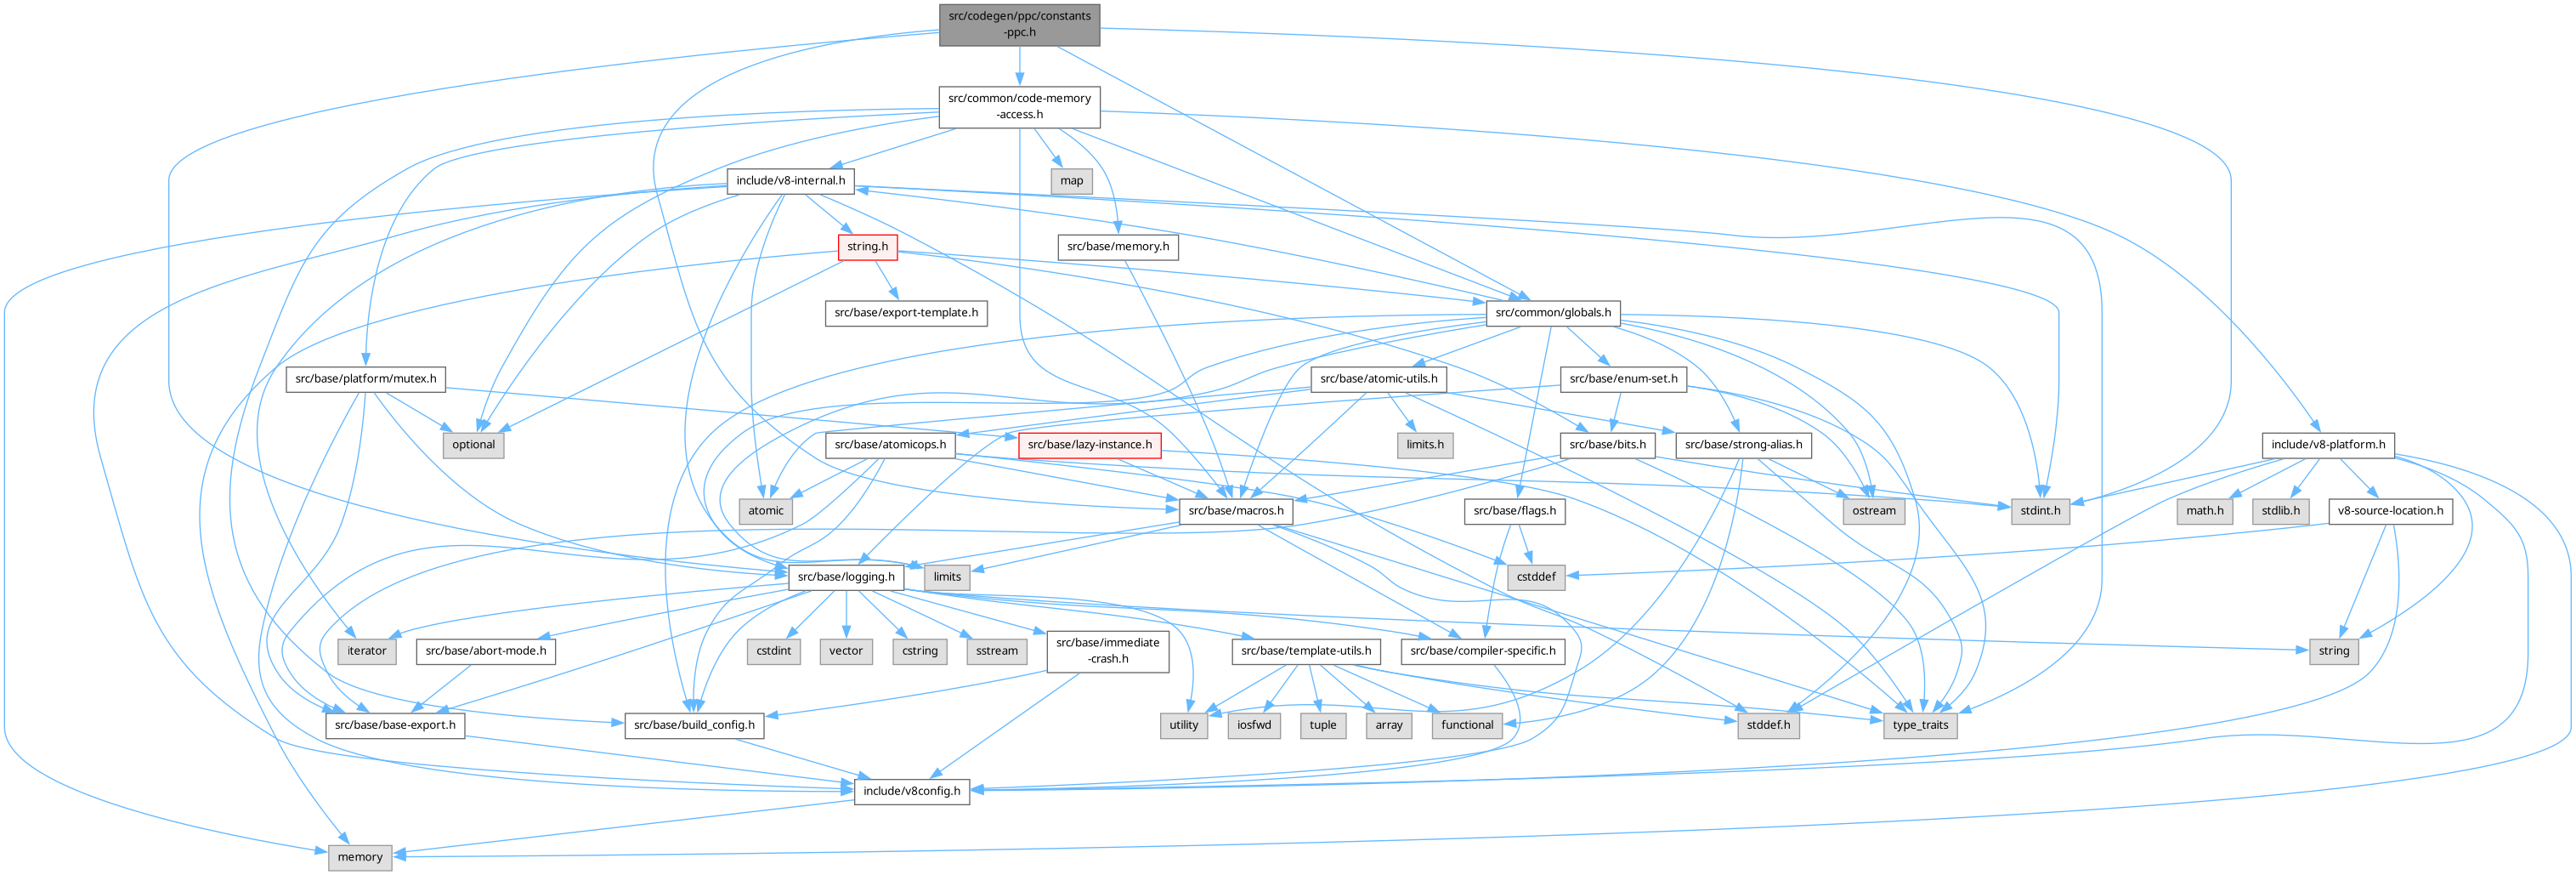 src/codegen/ppc/constants
-ppc.h
src/common/code-memory
-access.h
include/v8-internal.h
map
string.h
src/base/memory.h
src/base/export-template.h
src/common/globals.h
src/base/platform/mutex.h
src/base/atomic-utils.h
src/base/enum-set.h
optional
src/base/atomicops.h
src/base/lazy-instance.h
limits.h
src/base/bits.h
src/base/strong-alias.h
include/v8-platform.h
atomic
src/base/macros.h
src/base/flags.h
ostream
stdint.h
math.h
stdlib.h
v8-source-location.h
src/base/logging.h
limits
cstddef
iterator
src/base/abort-mode.h
cstdint
vector
cstring
sstream
src/base/immediate
-crash.h
src/base/compiler-specific.h
src/base/template-utils.h
string
src/base/base-export.h
src/base/build_config.h
utility
iosfwd
tuple
array
functional
stddef.h
type_traits
include/v8config.h
memory